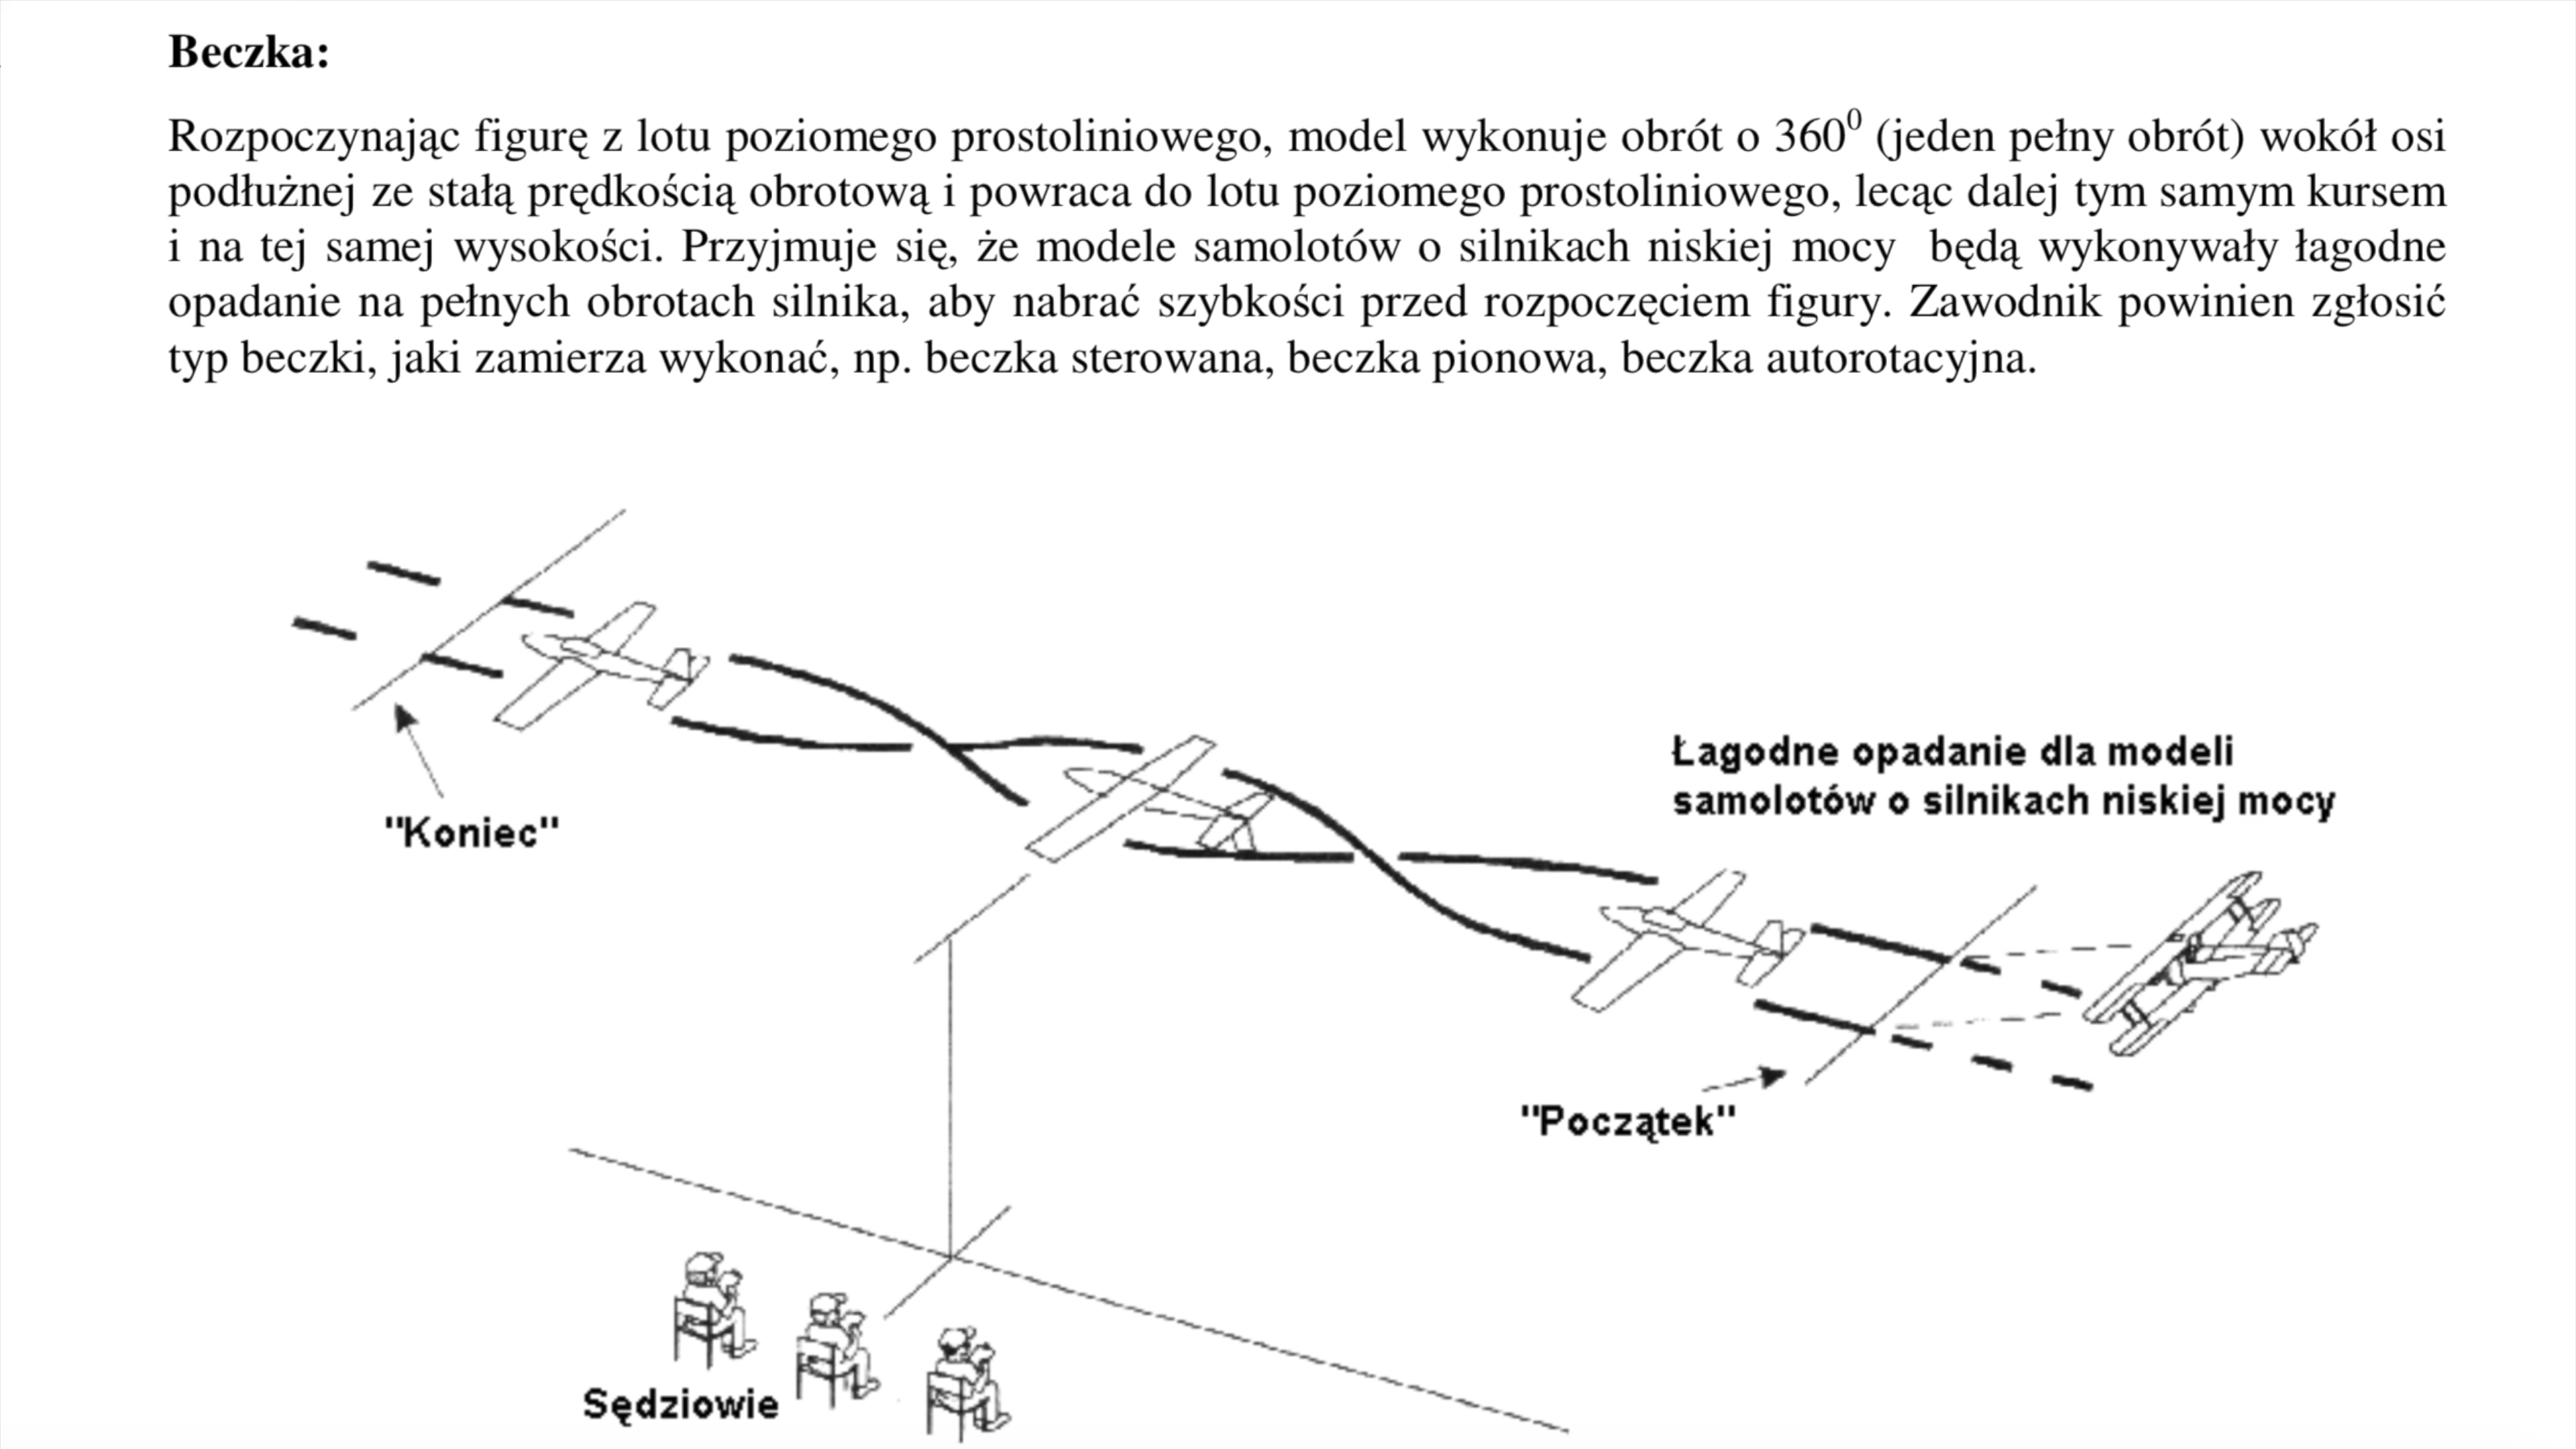 Beczka:
Rozpoczynając figurę z lotu poziomego prostoliniowego, model wykonuje obrót o 360⁰ (jeden pełny obrót) wokół osi
podłużnej ze stałą prędkością obrotową i powraca do lotu poziomego prostoliniowego, lecąc dalej tym samym kursem
i na tej samej wysokości. Przyjmuje się, że modele samolotów o silnikach niskiej mocy będą wykonywały łagodne
opadanie na pełnych obrotach silnika, aby nabrać szybkości przed rozpoczęciem figury. Zawodnik powinien zgłosić
typ beczki, jaki zamierza wykonać, np. beczka sterowana, beczka pionowa, beczka autorotacyjna.
Łagodne opadanie dla modeli
samolotów o silnikach niskiej mocy
"Koniec"
"Początek"
Sędziowie